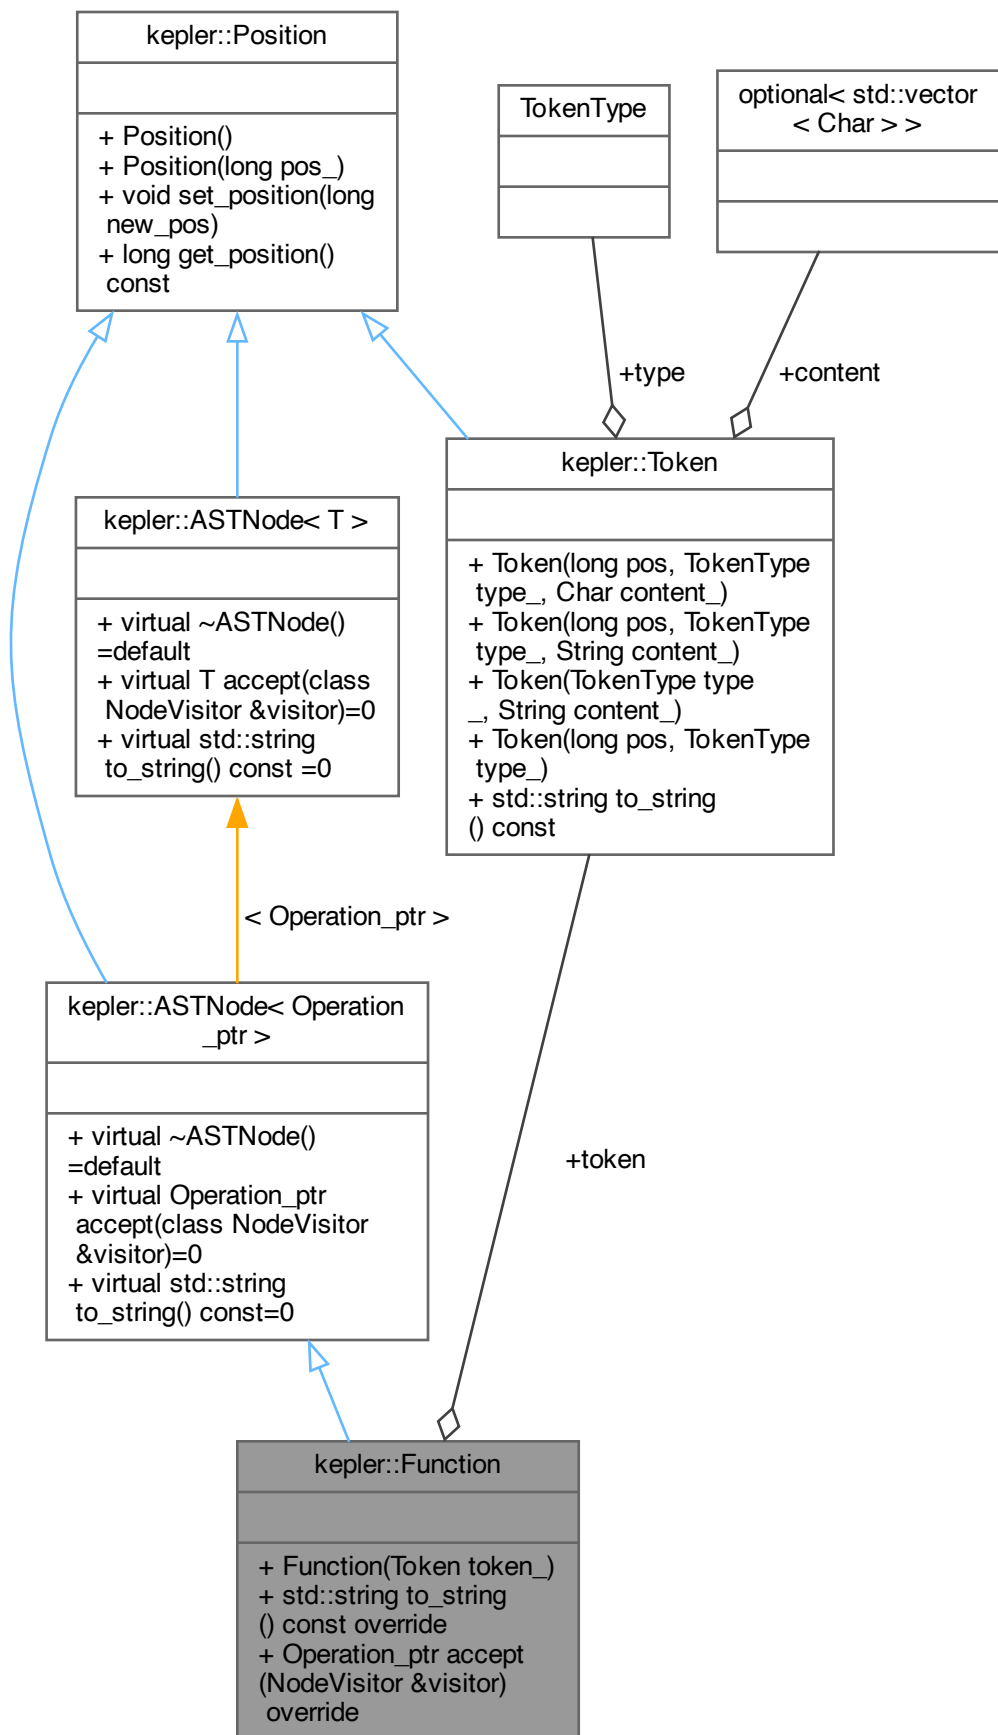 kepler::Position
+ Position()
+ Position(long pos_)
+ void set_position(long
new_pos)
+ long get_position()
const
TokenType
optional< std::vector
< Char > >
+type
+content
kepler::ASTNode< T >
+ virtual ~ASTNode()
=default
+ virtual T accept(class
NodeVisitor &visitor)=0
+ virtual std::string
to_string() const =0
kepler::Token
+ Token(long pos, TokenType
type_, Char content_)
+ Token(long pos, TokenType
type_, String content_)
+ Token(TokenType type
_, String content_)
+ Token(long pos, TokenType
type_)
+ std::string to_string
() const
< Operation_ptr >
kepler::ASTNode< Operation
_ptr >
+ virtual ~ASTNode()
=default
+ virtual Operation_ptr
accept(class NodeVisitor
&visitor)=0
+ virtual std::string
to_string() const=0
+token
kepler::Function
+ Function(Token token_)
+ std::string to_string
() const override
+ Operation_ptr accept
(NodeVisitor &visitor)
override